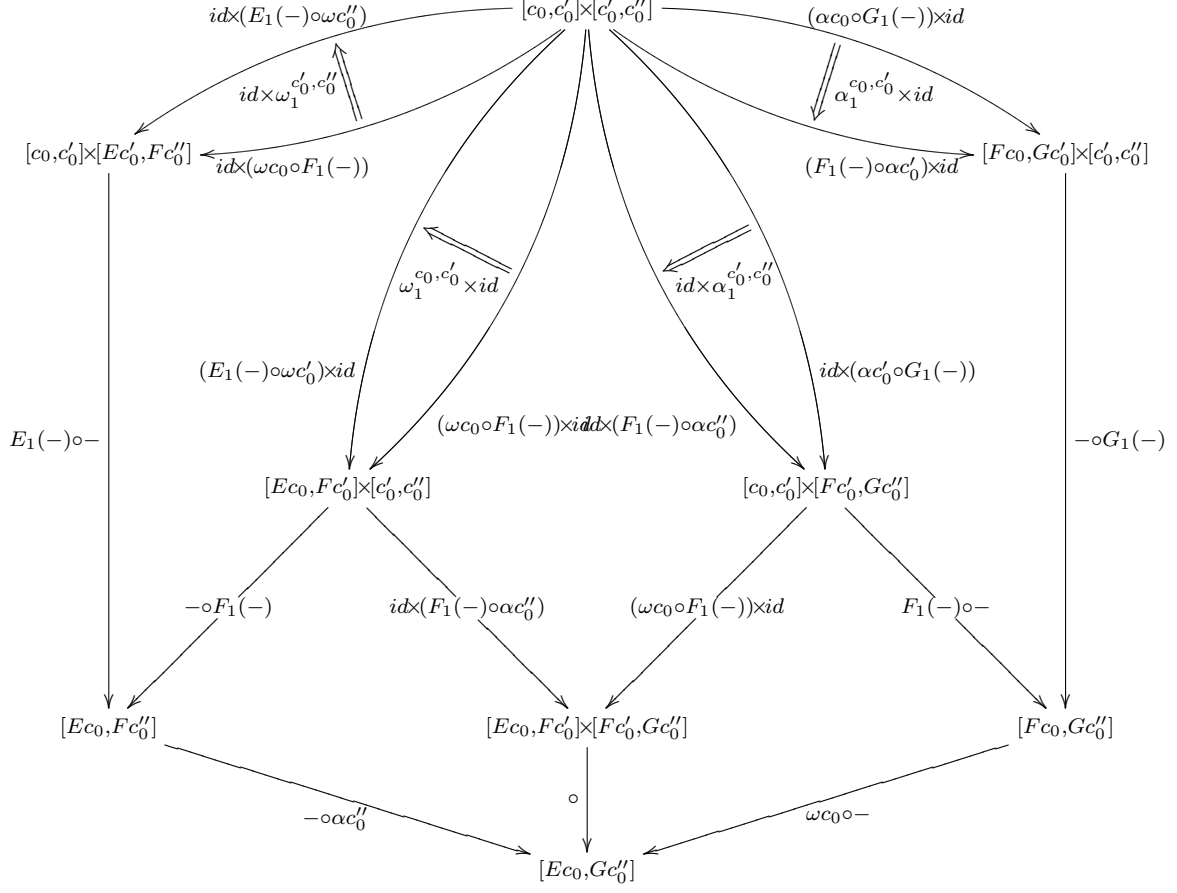 [c₀,c′₀]×[c′₀,c″₀]
id×(E₁(−)∘ωc″₀)
(αc₀∘G₁(−))×id
id×ω₁^{c′₀,c″₀}
α₁^{c₀,c′₀}×id
[c₀,c′₀]×[Ec′₀,Fc″₀]
id×(ωc₀∘F₁(−))
(F₁(−)∘αc′₀)×id
[Fc₀,Gc′₀]×[c′₀,c″₀]
ω₁^{c₀,c′₀}×id
id×α₁^{c′₀,c″₀}
(E₁(−)∘ωc′₀)×id
id×(αc′₀∘G₁(−))
(ωc₀∘F₁(−))×id
id×(F₁(−)∘αc″₀)
E₁(−)∘−
−∘G₁(−)
[Ec₀,Fc′₀]×[c′₀,c″₀]
[c₀,c′₀]×[Fc′₀,Gc″₀]
−∘F₁(−)
id×(F₁(−)∘αc″₀)
(ωc₀∘F₁(−))×id
F₁(−)∘−
[Ec₀,Fc″₀]
[Ec₀,Fc′₀]×[Fc′₀,Gc″₀]
[Fc₀,Gc″₀]
−∘αc″₀
∘
ωc₀∘−
[Ec₀,Gc″₀]